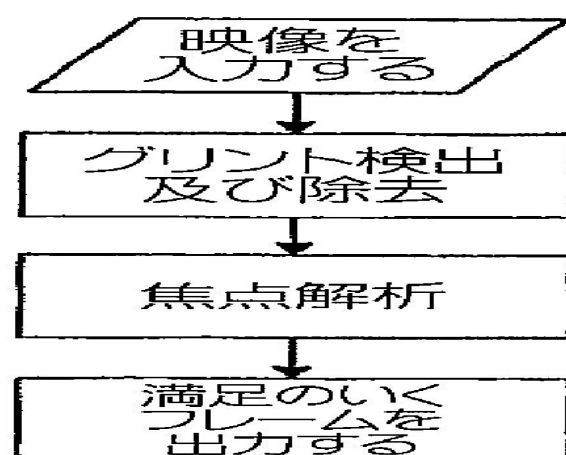 映像を
入力する
グリント検出
及び除去
焦点解析
満足のいく
フレームを
出力する